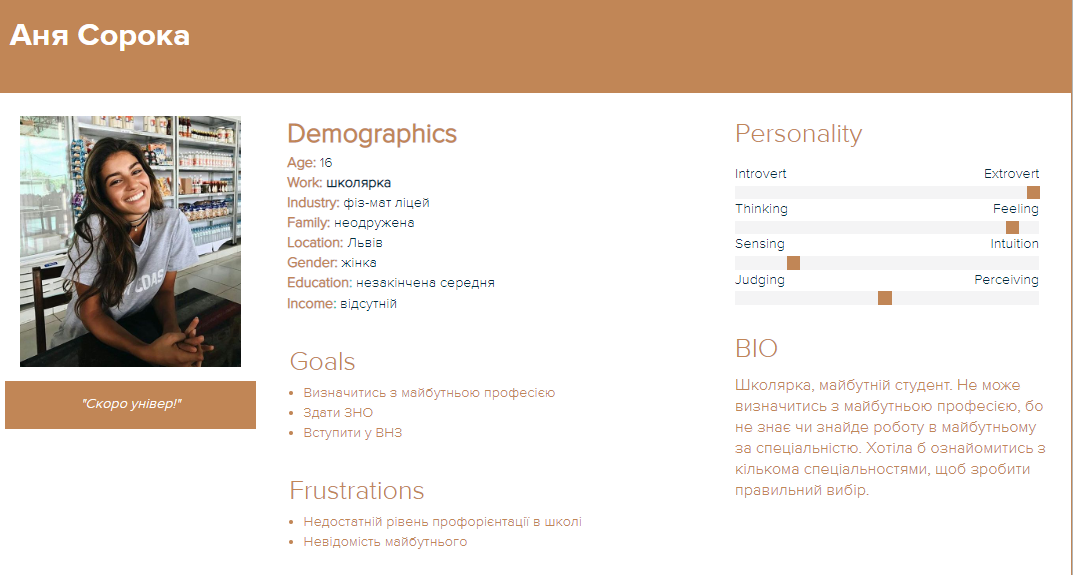 Аня Сорока
"Скоро універ!"
Demographics
Age: 16
Work: школярка
Industry: фіз-мат ліцей
Family: неодружена
Location: Львів
Gender: жінка
Education: незакінчена середня
Income: відсутній
Goals
• Визначитись з майбутньою професією
• Здати ЗНО
• Вступити у ВНЗ
Frustrations
• Недостатній рівень профорієнтації в школі
• Невідомість майбутнього
Personality
Introvert Extrovert
Thinking Feeling
Sensing Intuition
Judging Perceiving
BIO
Школярка, майбутній студент. Не може
визначитись з майбутньою професією, бо
не знає чи знайде роботу в майбутньому
за спеціальністю. Хотіла б ознайомитись з
кількома спеціальностями, щоб зробити
правильний вибір.